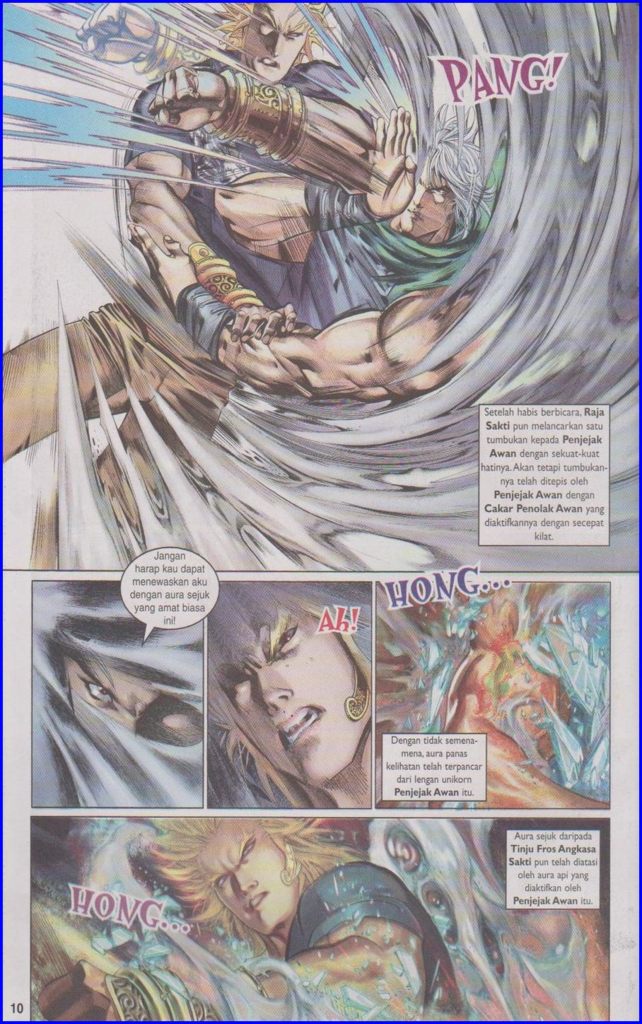 PANG!
Setelah habis berbicara, Raja
Sakti pun melancarkan satu
tumbukan kepada Penjejak
Awan dengan sekuat-kuat
hatinya. Akan tetapi tumbukan-
nya telah ditepis oleh
Penjejak Awan dengan
Cakar Penolak Awan yang
diaktifkannya dengan secepat
kilat.
Jangan
harap kau dapat
menewaskan aku
dengan aura sejuk
yang amat biasa
ini!
Ah!
HONG...
Dengan tidak semena-
mena, aura panas
kelihatan telah terpancar
dari lengan unikorn
Penjejak Awan itu.
Aura sejuk daripada
Tinju Fros Angkasa
Sakti pun telah diatasi
oleh aura api yang
diaktifkan oleh
Penjejak Awan itu.
HONG...
10